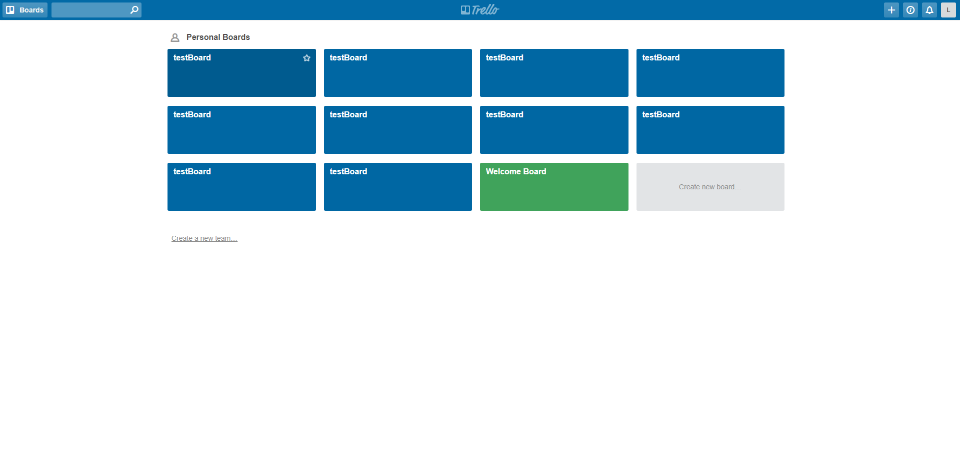 Boards
Trello
L
Personal Boards
testBoard
testBoard
testBoard
testBoard
testBoard
testBoard
testBoard
testBoard
testBoard
testBoard
Welcome Board
Create new board...
Create a new team...